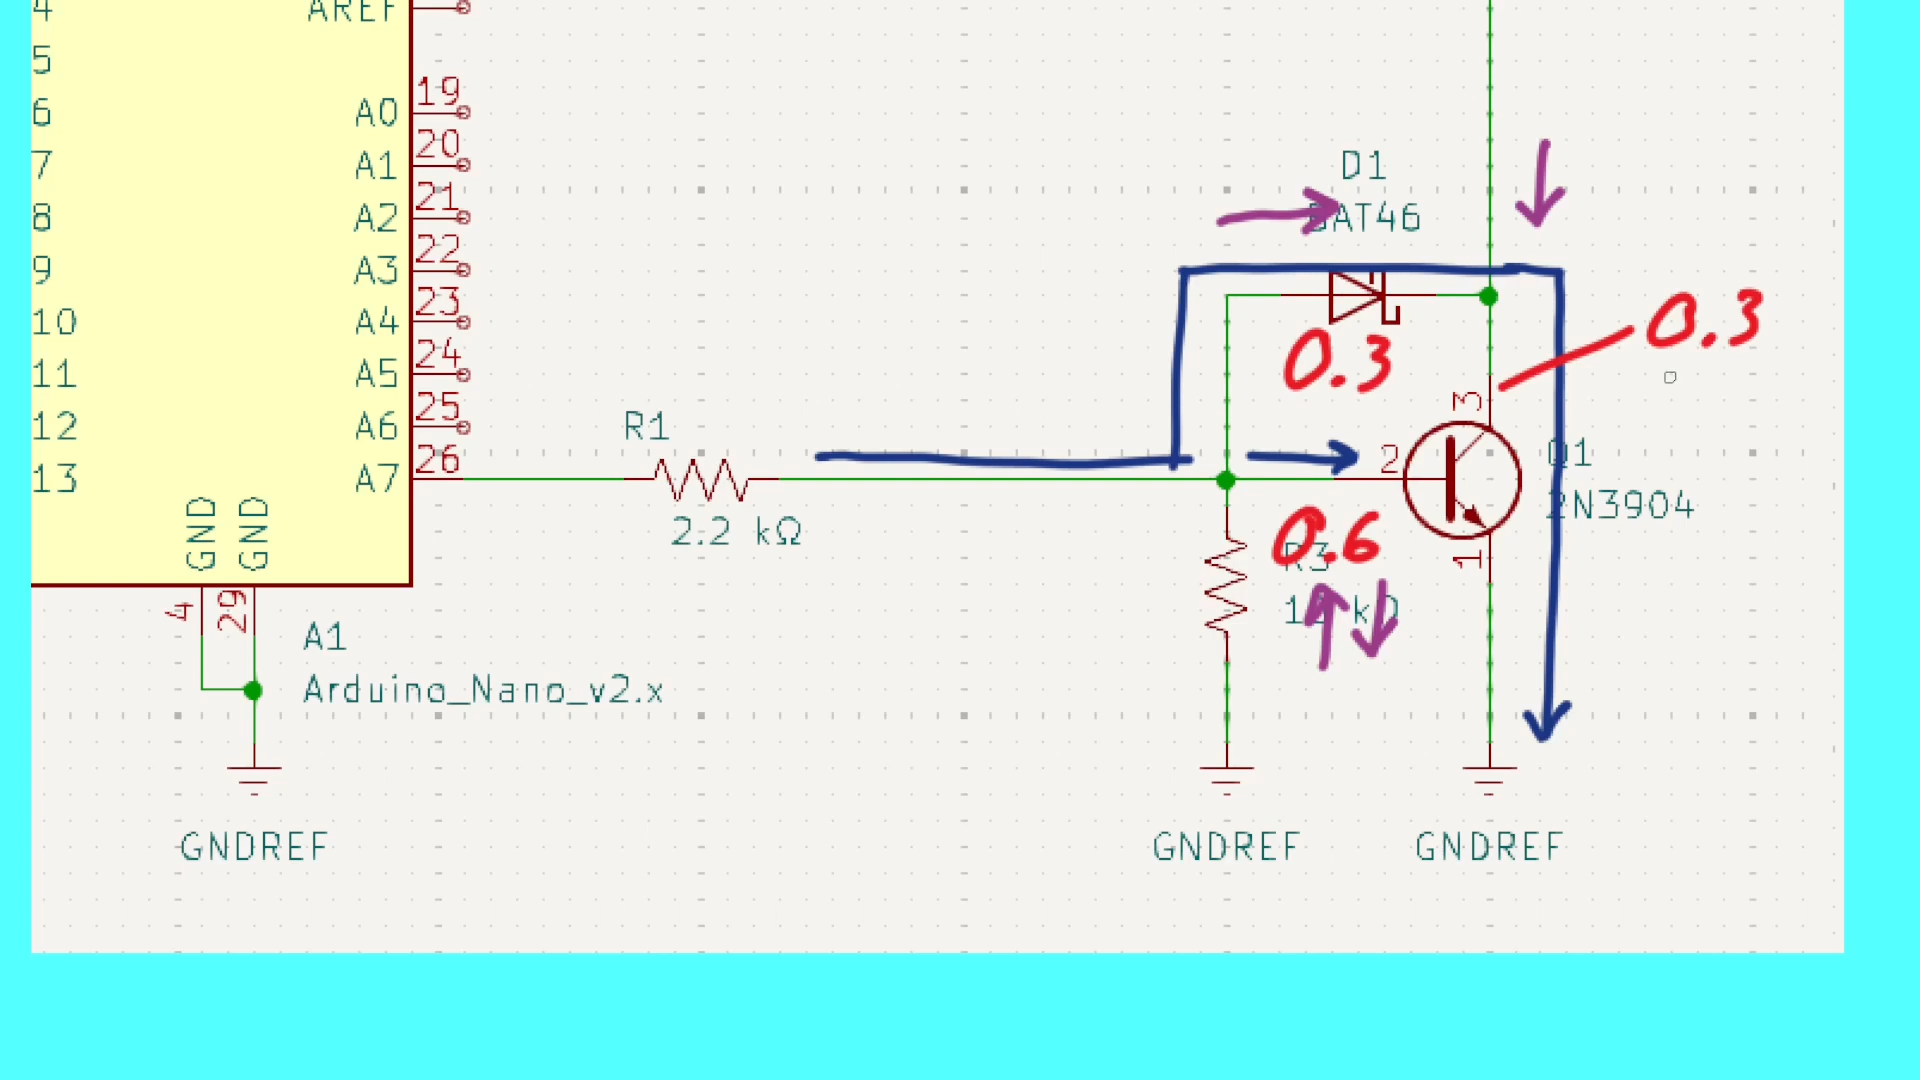 4
AREF
5
19
6
A0
20
7
A1
21
8
A2
22
9
A3
23
10
A4
24
11
A5
25
12
A6
26
13
A7
GND
GND
4
29
A1
Arduino_Nano_v2.x
GNDREF
R1
2.2 kΩ
D1
BAT46
0.3
0.3
3
2
Q1
2N3904
1
0.6
R3
GNDREF
GNDREF